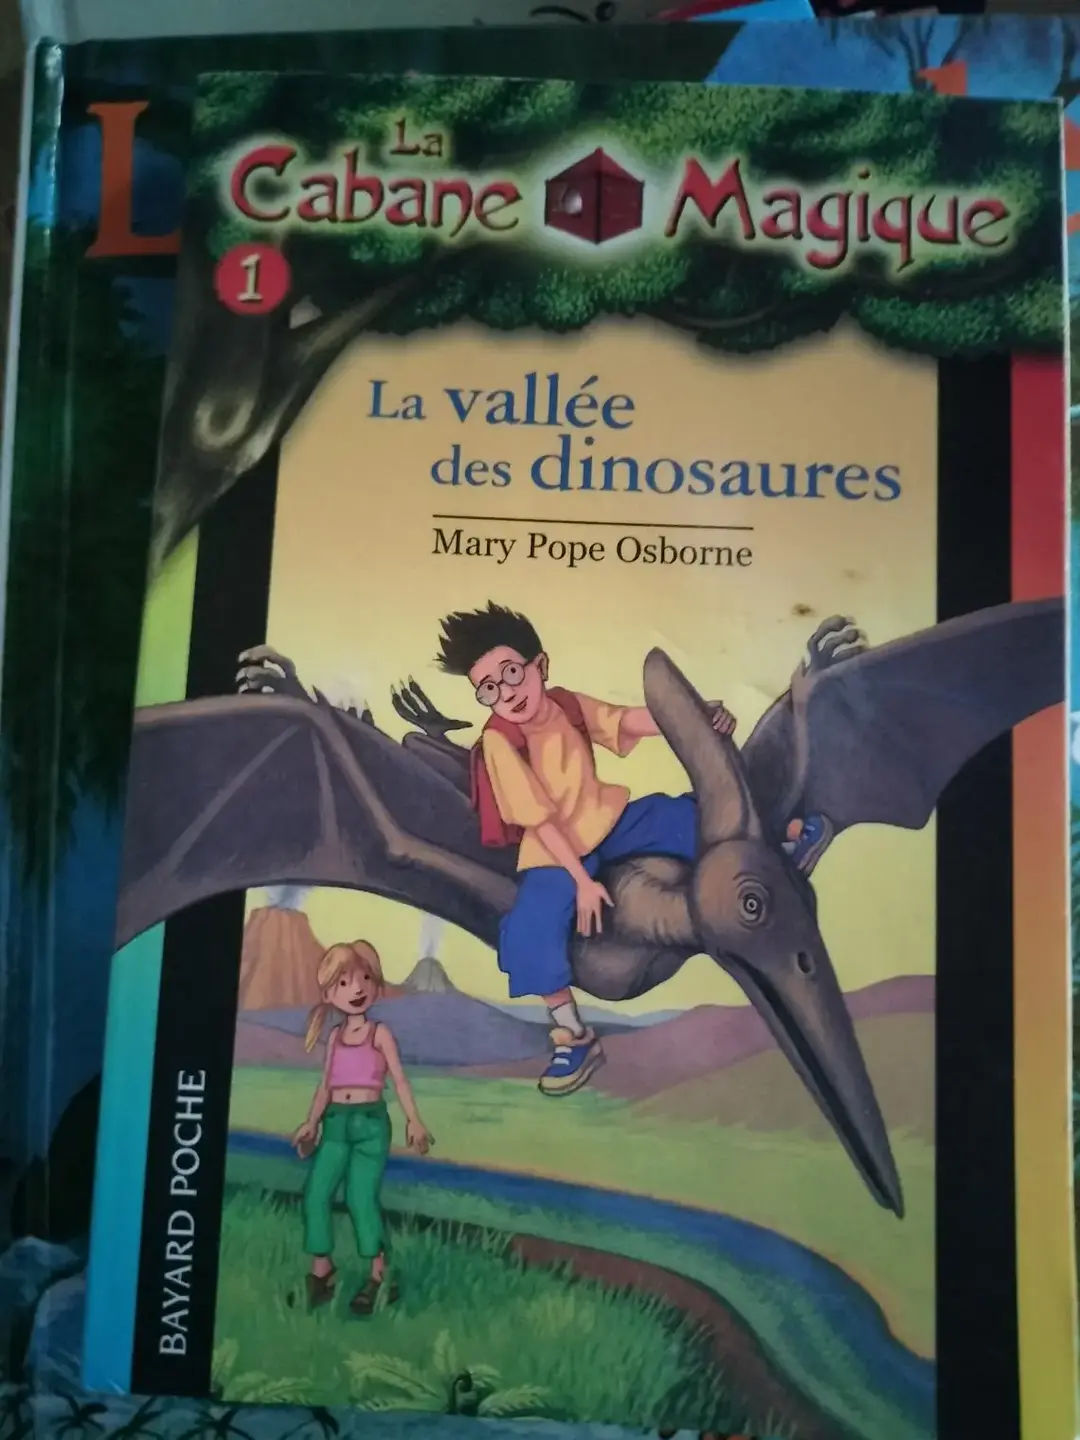 La
Cabane Magique
1
La vallée
des dinosaures
Mary Pope Osborne
BAYARD POCHE
L